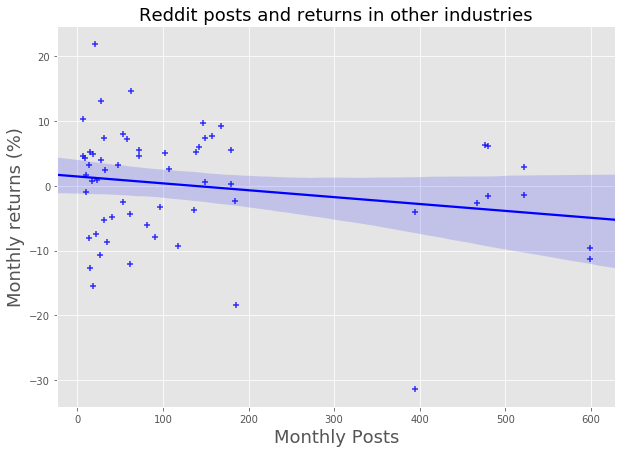 Reddit posts and returns in other industries
20
10
0
−10
−20
−30
Monthly returns (%)
0 100 200 300 400 500 600
Monthly Posts